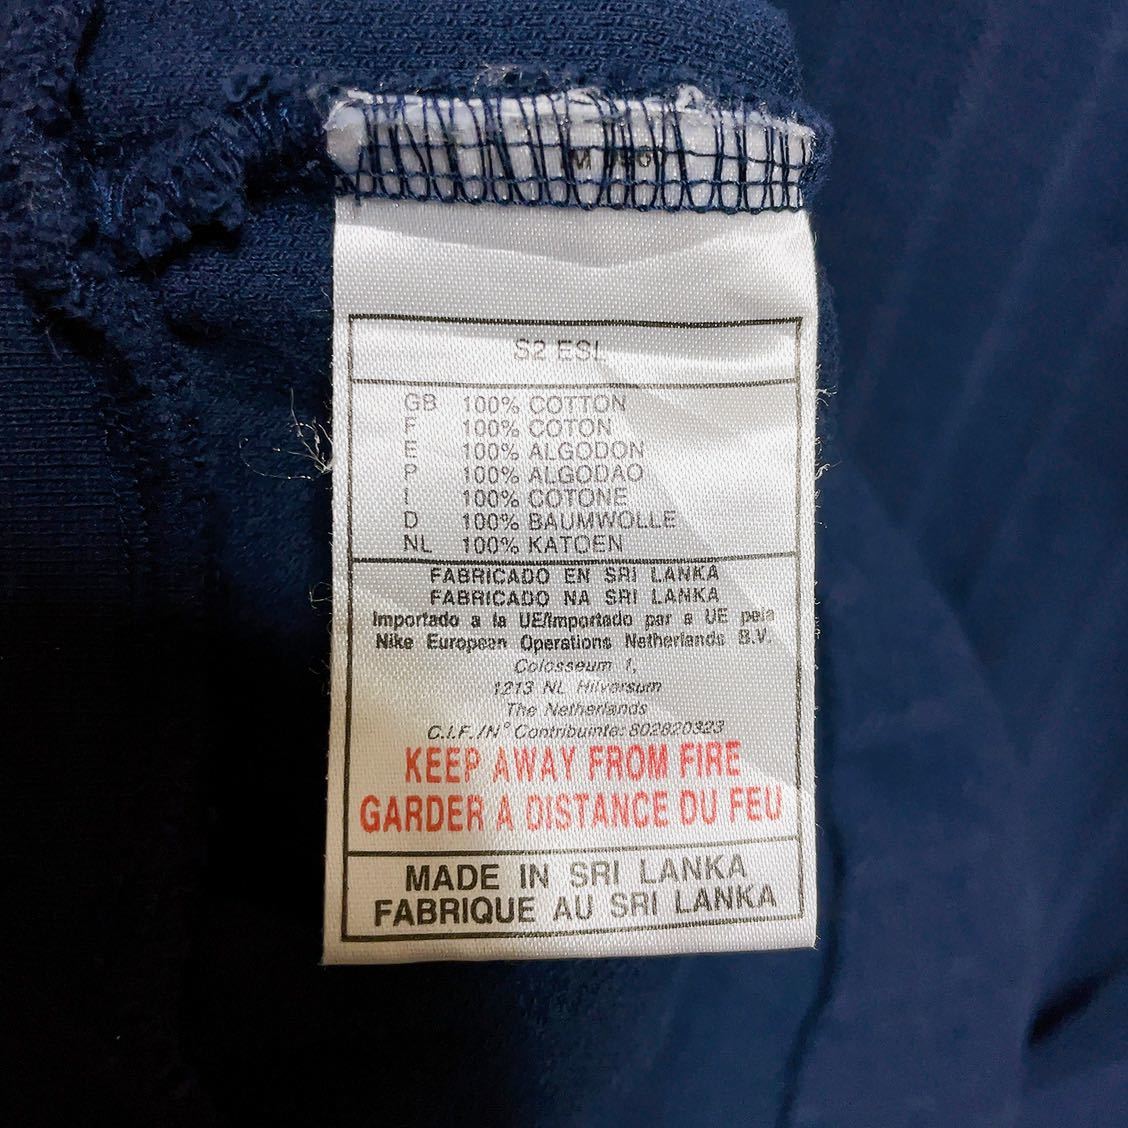 S2 ESL
GB 100% COTTON
F 100% COTON
E 100% ALGODON
P 100% ALGODAO
I 100% COTONE
D 100% BAUMWOLLE
NL 100% KATOEN
FABRICADO EN SRI LANKA
FABRICADO NA SRI LANKA
Importado a la UE/Importado par a UE pela
Nike European Operations Netherlands B.V.
Colosseum 1,
1213 NL Hilversum
The Netherlands
C.I.F./N° Contribuinte: 802820323
KEEP AWAY FROM FIRE
GARDER A DISTANCE DU FEU
MADE IN SRI LANKA
FABRIQUE AU SRI LANKA